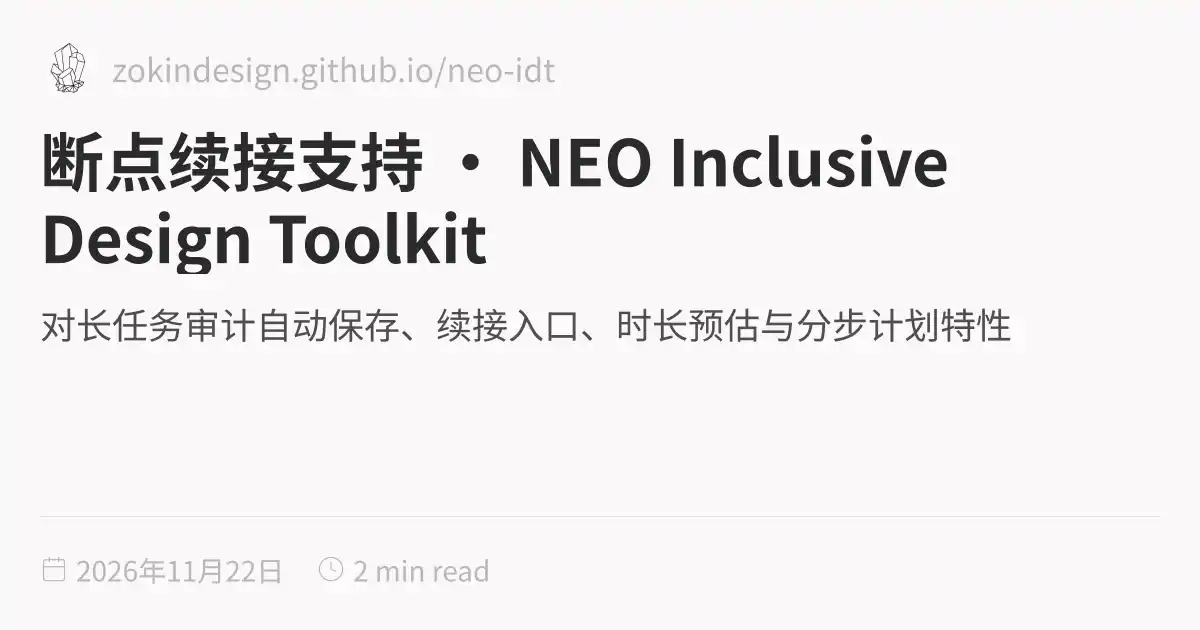 zokindesign.github.io/neo-idt
断点续接支持 · NEO Inclusive
Design Toolkit
对长任务审计自动保存、续接入口、时长预估与分步计划特性
2026年11月22日 2 min read